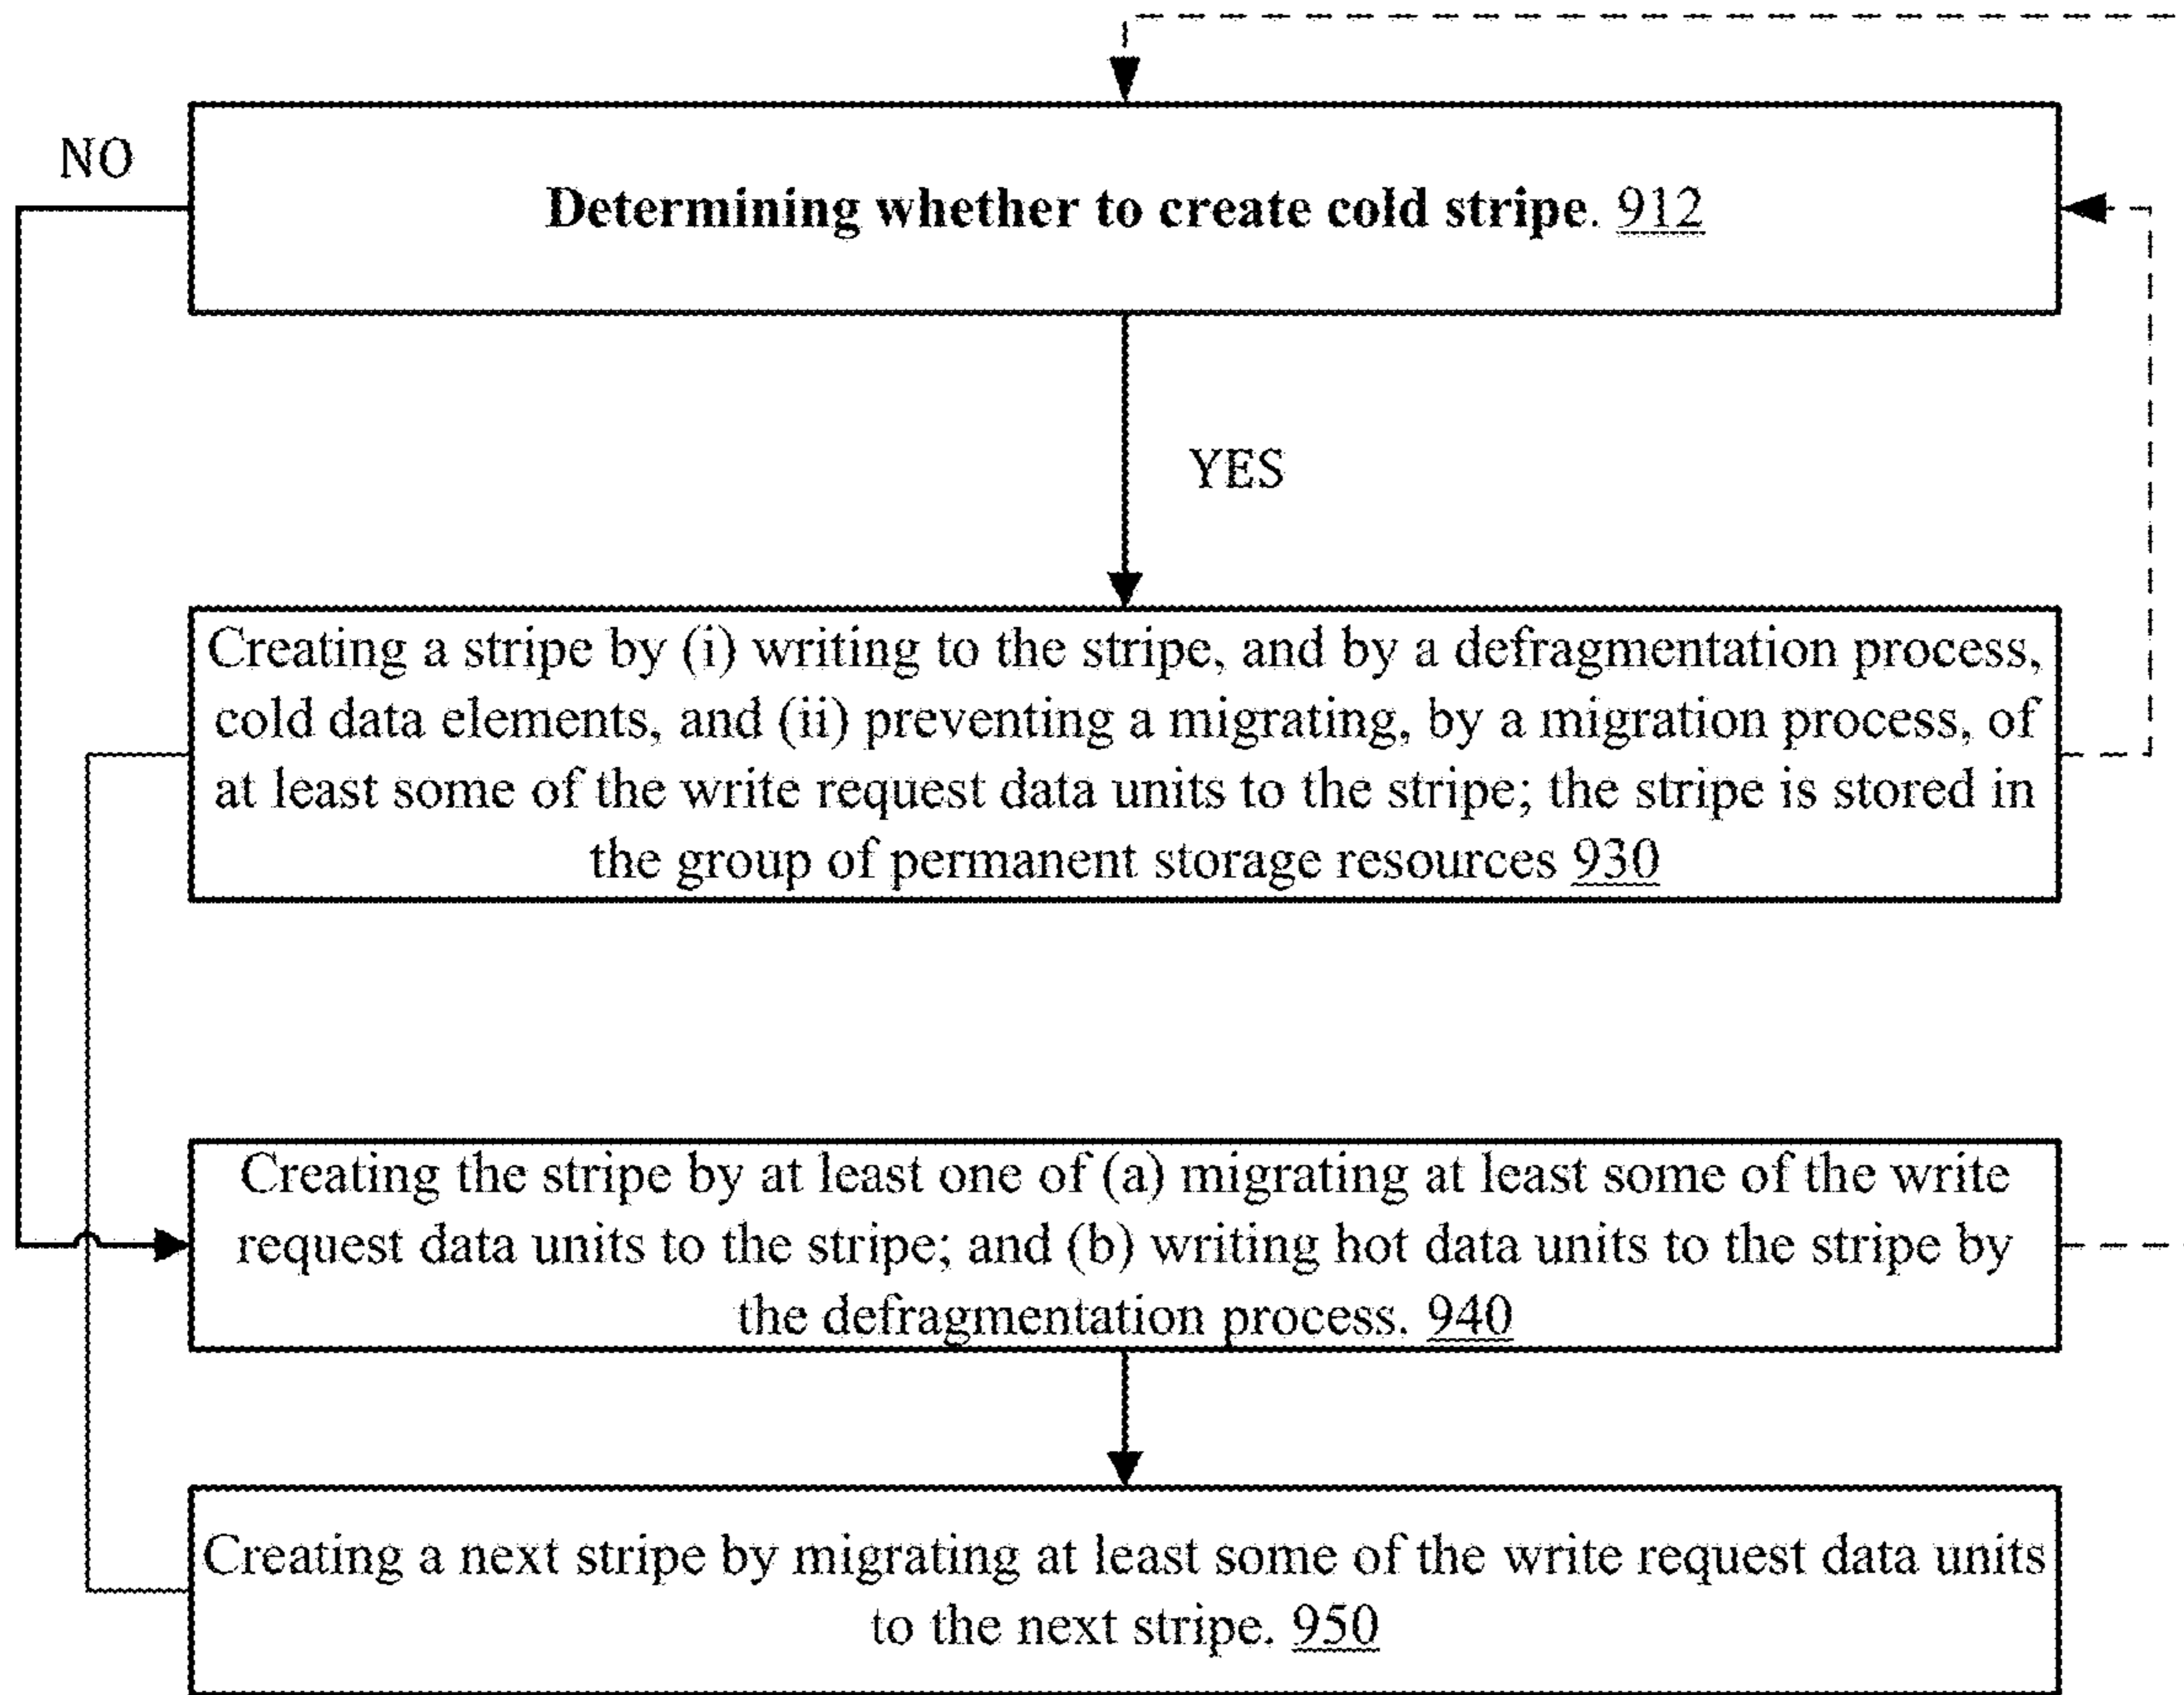 NO
Determining whether to create cold stripe. 912
YES
Creating a stripe by (i) writing to the stripe, and by a defragmentation process,
cold data elements, and (ii) preventing a migrating, by a migration process, of
at least some of the write request data units to the stripe; the stripe is stored in
the group of permanent storage resources 930
Creating the stripe by at least one of (a) migrating at least some of the write
request data units to the stripe; and (b) writing hot data units to the stripe by
the defragmentation process. 940
Creating a next stripe by migrating at least some of the write request data units
to the next stripe. 950